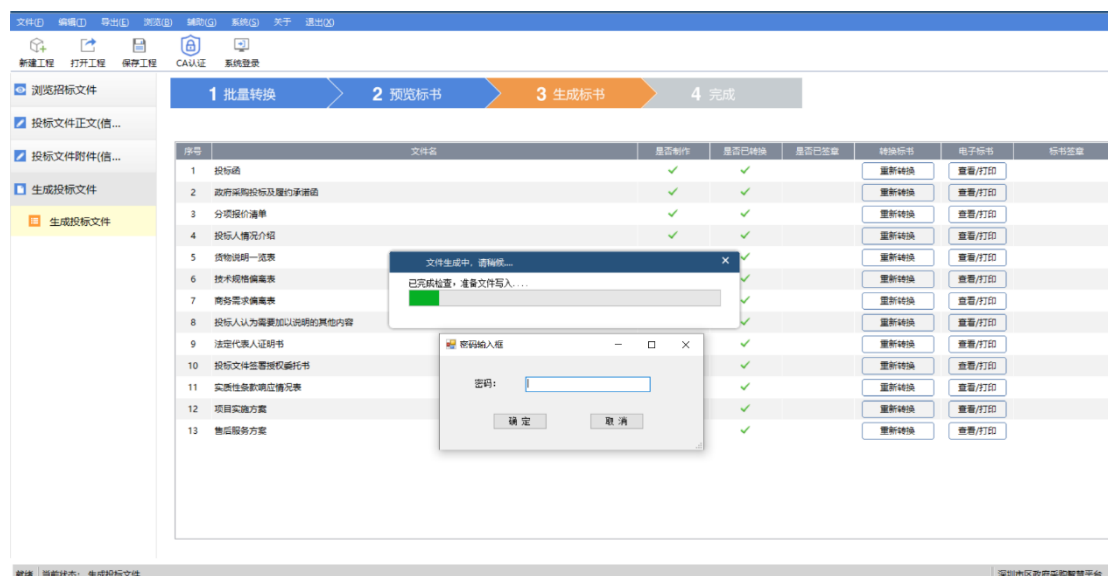 文件(F) 编辑(T) 导出(E) 浏览(B) 辅助(G) 系统(S) 关于 退出(X)
新建工程 打开工程 保存工程 CA认证 系统登录
浏览招标文件
投标文件正文(信...
投标文件附件(信...
生成投标文件
生成投标文件
1 批量转换 2 预览标书 3 生成标书 4 完成
序号 文件名 是否制作 是否已转换 是否已签章 转换标书 电子标书 标书签章
1 投标函 重新转换 查看/打印
2 政府采购投标及履约承诺函 重新转换 查看/打印
3 分项报价清单 重新转换 查看/打印
4 投标人情况介绍 重新转换 查看/打印
5 货物说明一览表 重新转换 查看/打印
6 技术规格偏离表 重新转换 查看/打印
7 商务需求偏离表 重新转换 查看/打印
8 投标人认为需要加以说明的其他内容 重新转换 查看/打印
9 法定代表人证明书 重新转换 查看/打印
10 投标文件签署授权委托书 重新转换 查看/打印
11 实质性条款响应情况表 重新转换 查看/打印
12 项目实施方案 重新转换 查看/打印
13 售后服务方案 重新转换 查看/打印
文件生成中，请稍候....
已完成检查，准备文件写入....
密码输入框
密码:
确定 取消
就绪 当前状态: 生成投标文件 深圳市区政府采购智慧平台